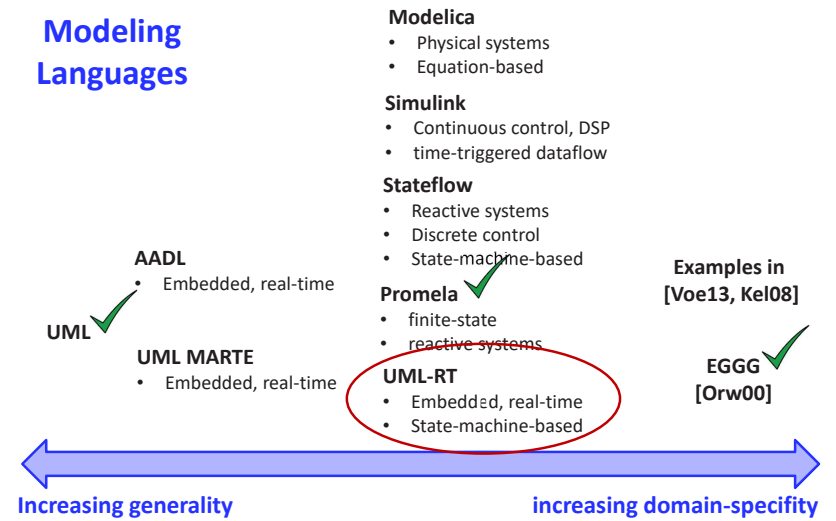 Modeling
Languages
Modelica
• Physical systems
• Equation-based
Simulink
• Continuous control, DSP
• time-triggered dataflow
Stateflow
• Reactive systems
• Discrete control
• State-machine-based
AADL
• Embedded, real-time
Promela
• finite-state
• reactive systems
UML
UML MARTE
• Embedded, real-time
UML-RT
• Embedded, real-time
• State-machine-based
Examples in
[Voe13, Kel08]
EGGG
[Orw00]
Increasing generality
increasing domain-specifity